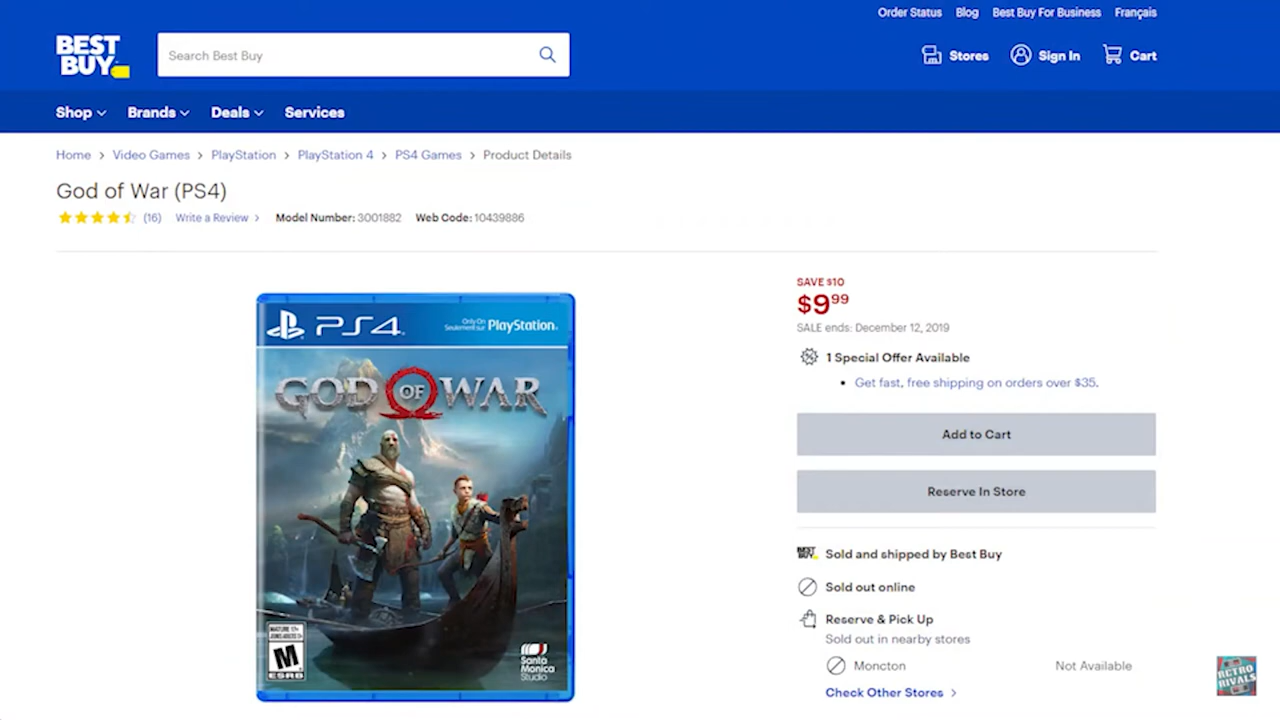 Order Status Blog Best Buy For Business Français
BEST BUY
Search Best Buy
Stores Sign In Cart
Shop Brands Deals Services
Home > Video Games > PlayStation > PlayStation 4 > PS4 Games > Product Details
God of War (PS4)
(16) Write a Review > Model Number: 3001882 Web Code: 10439886
PS4 Only On Seulement sur PlayStation
GOD OF WAR
MATURE 17+
M
ESRB
Santa Monica Studio
SAVE $10
$9 99
SALE ends: December 12, 2019
1 Special Offer Available
• Get fast, free shipping on orders over $35.
Add to Cart
Reserve In Store
BEST BUY Sold and shipped by Best Buy
Sold out online
Reserve & Pick Up
Sold out in nearby stores
Moncton Not Available
Check Other Stores >
RETRO RIVALS